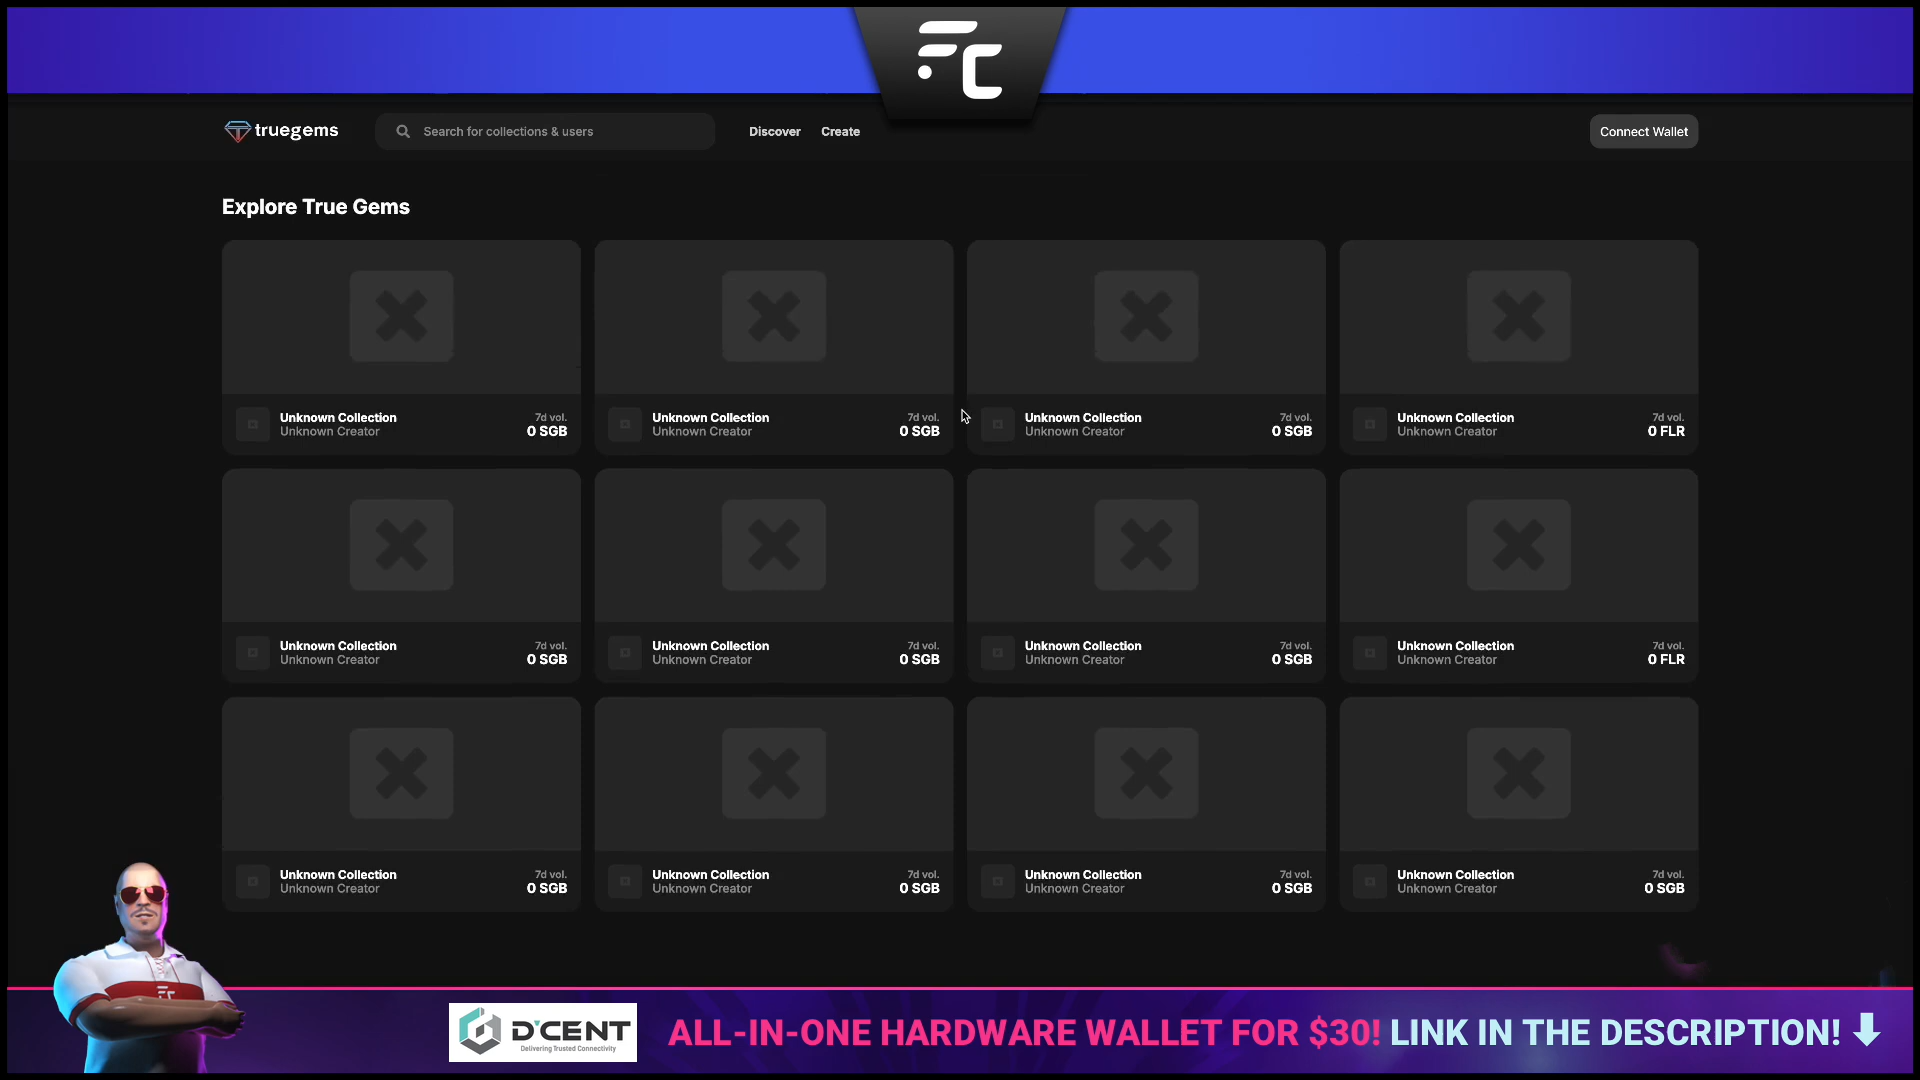 FC
truegems
Search for collections & users
Discover
Create
Connect Wallet
Explore True Gems
Unknown Collection
Unknown Creator
7d vol.
0 SGB
Unknown Collection
Unknown Creator
7d vol.
0 SGB
Unknown Collection
Unknown Creator
7d vol.
0 SGB
Unknown Collection
Unknown Creator
7d vol.
0 FLR
Unknown Collection
Unknown Creator
7d vol.
0 SGB
Unknown Collection
Unknown Creator
7d vol.
0 SGB
Unknown Collection
Unknown Creator
7d vol.
0 SGB
Unknown Collection
Unknown Creator
7d vol.
0 FLR
Unknown Collection
Unknown Creator
7d vol.
0 SGB
Unknown Collection
Unknown Creator
7d vol.
0 SGB
Unknown Collection
Unknown Creator
7d vol.
0 SGB
Unknown Collection
Unknown Creator
7d vol.
0 SGB
FC
D'CENT
Delivering Trusted Connectivity
ALL-IN-ONE HARDWARE WALLET FOR $30! LINK IN THE DESCRIPTION!